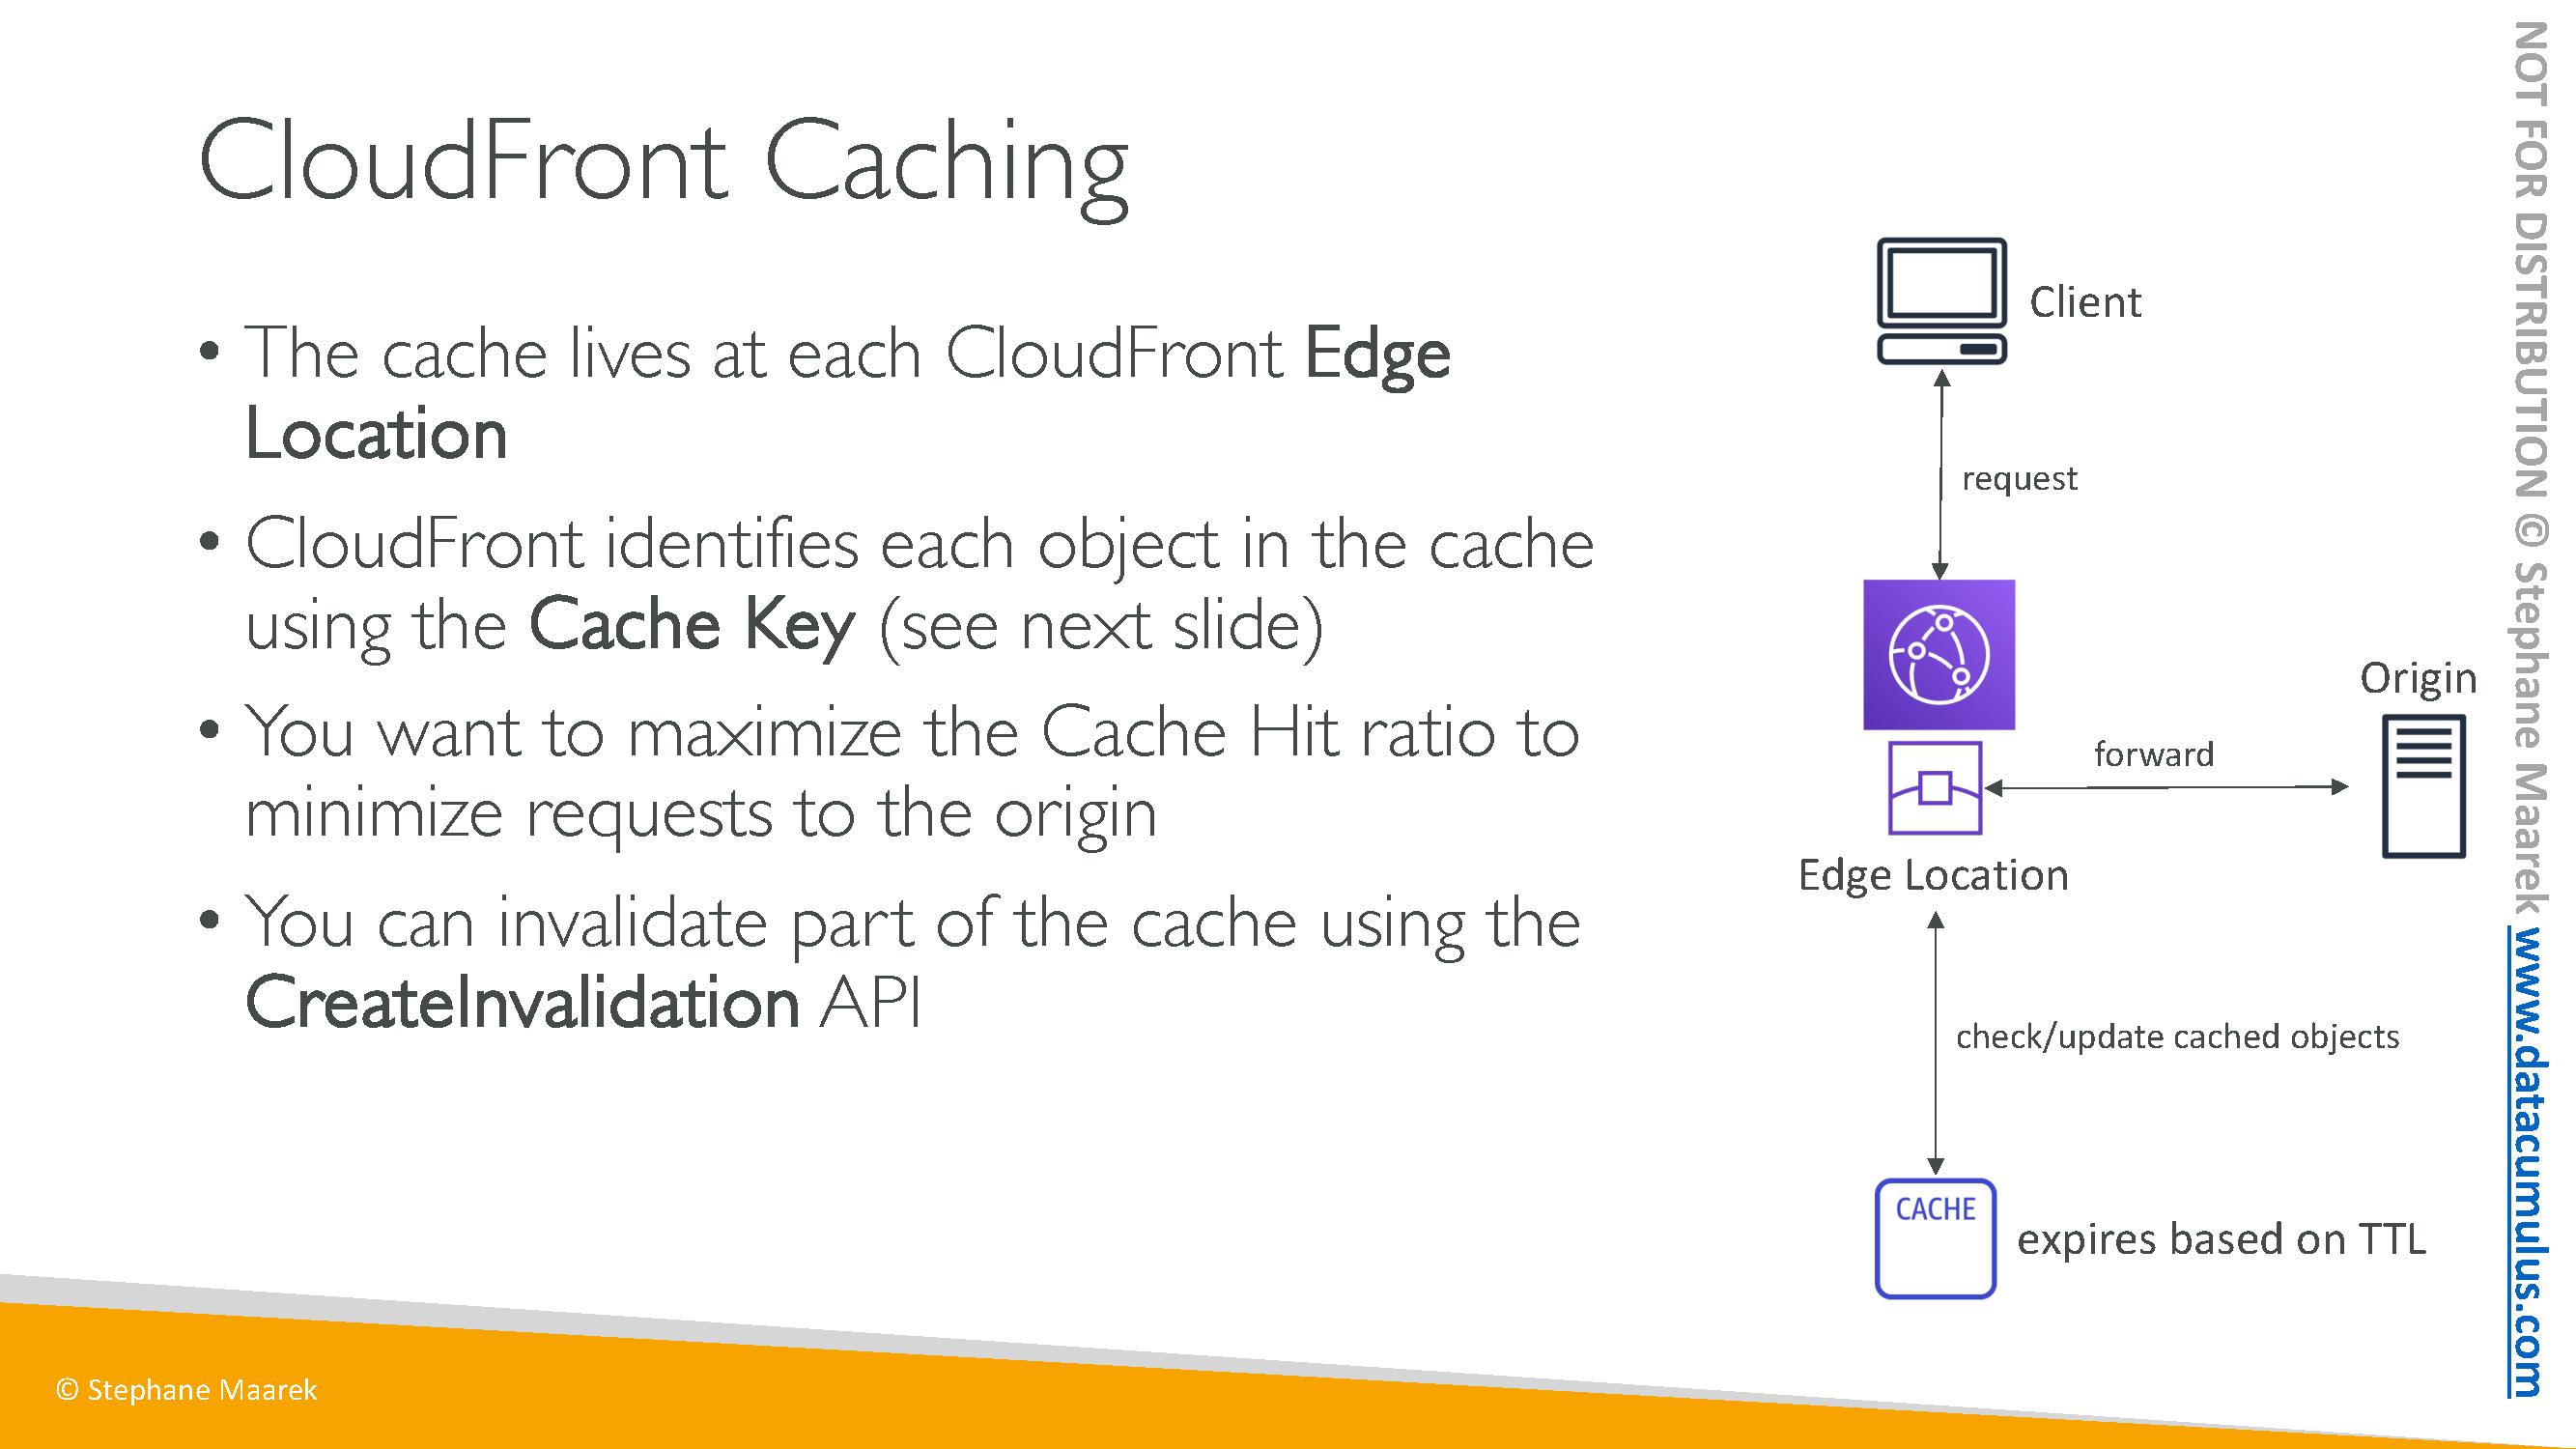 CloudFront Caching
• The cache lives at each CloudFront Edge
Location
• CloudFront identifies each object in the cache
using the Cache Key (see next slide)
• You want to maximize the Cache Hit ratio to
minimize requests to the origin
• You can invalidate part of the cache using the
CreateInvalidation API
Client
request
Origin
forward
Edge Location
check/update cached objects
CACHE
expires based on TTL
© Stephane Maarek
NOT FOR DISTRIBUTION © Stephane Maarek www.datacumulus.com